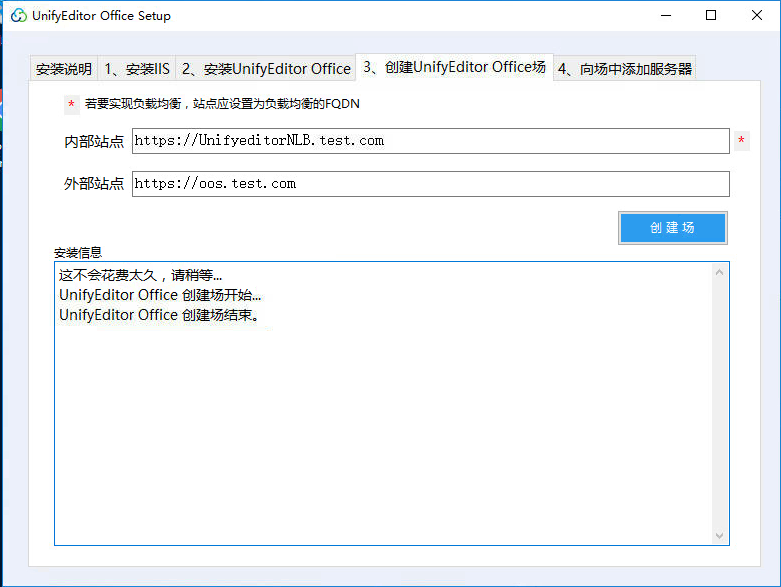 UnifyEditor Office Setup
安装说明 1、安装IIS 2、安装UnifyEditor Office 3、创建UnifyEditor Office场 4、向场中添加服务器
* 若要实现负载均衡，站点应设置为负载均衡的FQDN
内部站点 https://UnifyeditorNLB.test.com *
外部站点 https://oos.test.com
创 建 场
安装信息
这不会花费太久，请稍等...
UnifyEditor Office 创建场开始...
UnifyEditor Office 创建场结束。